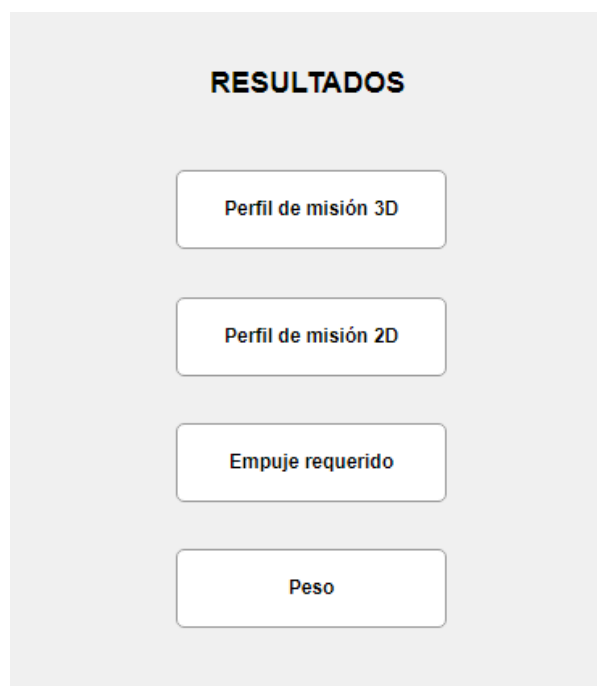 RESULTADOS
Perfil de misión 3D
Perfil de misión 2D
Empuje requerido
Peso